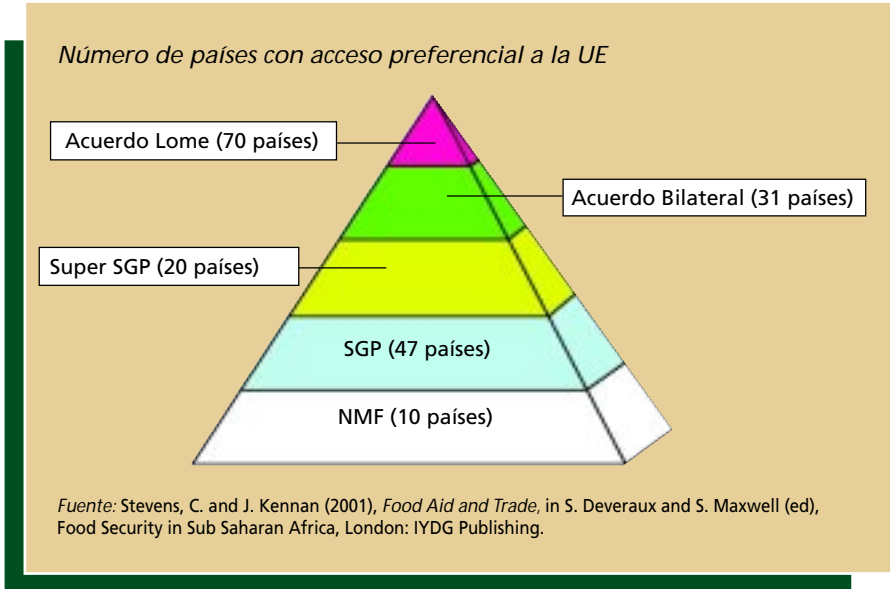 Número de países con acceso preferencial a la UE
Acuerdo Lome (70 países)
Acuerdo Bilateral (31 países)
Super SGP (20 países)
SGP (47 países)
NMF (10 países)
Fuente: Stevens, C. and J. Kennan (2001), Food Aid and Trade, in S. Deveraux and S. Maxwell (ed),
Food Security in Sub Saharan Africa, London: IYDG Publishing.